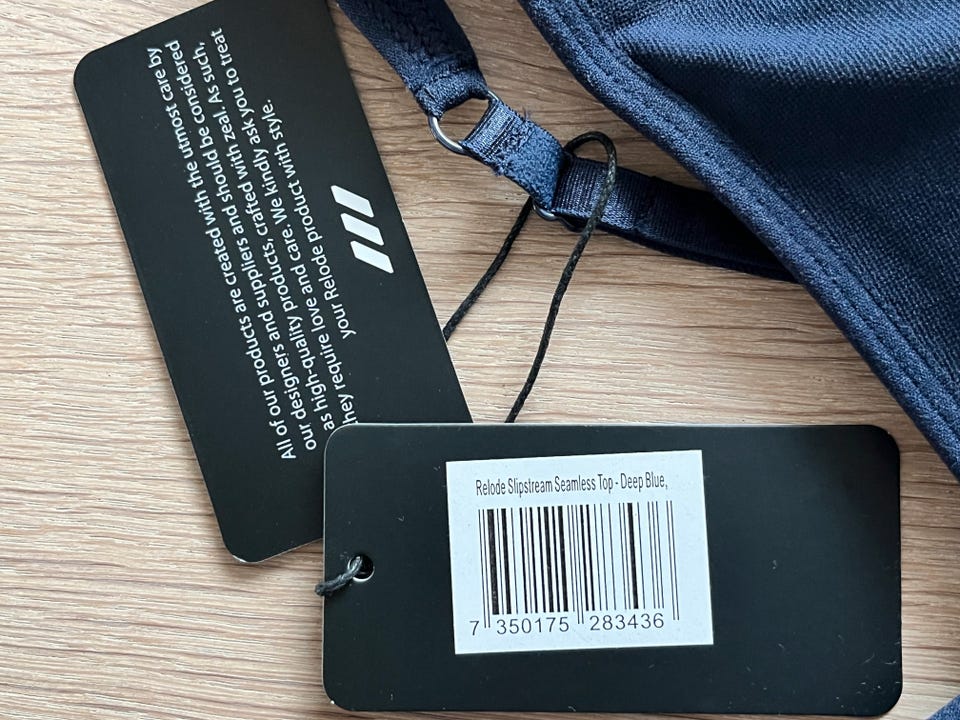 All of our products are created with the utmost care by
our designers and suppliers and should be considered
as high-quality products, crafted with zeal. As such,
they require love and care. We kindly ask you to treat
your Relode product with style.
Relode Slipstream Seamless Top - Deep Blue,
7 350175 283436